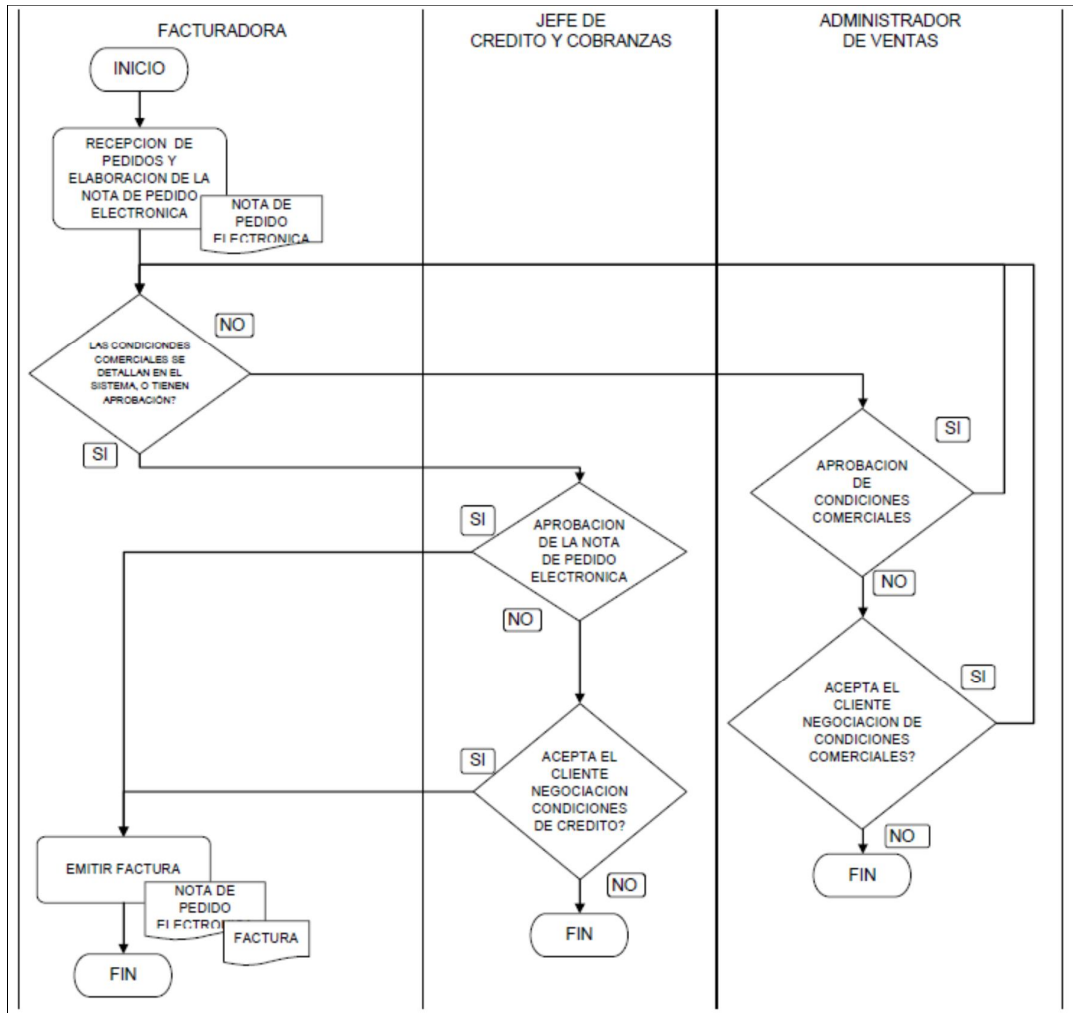 FACTURADORA
JEFE DE
CREDITO Y COBRANZAS
ADMINISTRADOR
DE VENTAS
INICIO
RECEPCION DE
PEDIDOS Y
ELABORACION DE LA
NOTA DE PEDIDO
ELECTRONICA
NOTA DE
PEDIDO
ELECTRONICA
NO
LAS CONDICIONDES
COMERCIALES SE
DETALLAN EN EL
SISTEMA, O TIENEN
APROBACIÓN?
SI
SI
APROBACION
DE
CONDICIONES
COMERCIALES
NO
SI
APROBACION
DE LA NOTA
DE PEDIDO
ELECTRONICA
NO
SI
ACEPTA EL
CLIENTE
NEGOCIACION DE
CONDICIONES
COMERCIALES?
NO
FIN
SI
ACEPTA EL
CLIENTE
NEGOCIACION
CONDICIONES
DE CREDITO?
NO
FIN
EMITIR FACTURA
NOTA DE
PEDIDO
ELECTRONICA
FACTURA
FIN